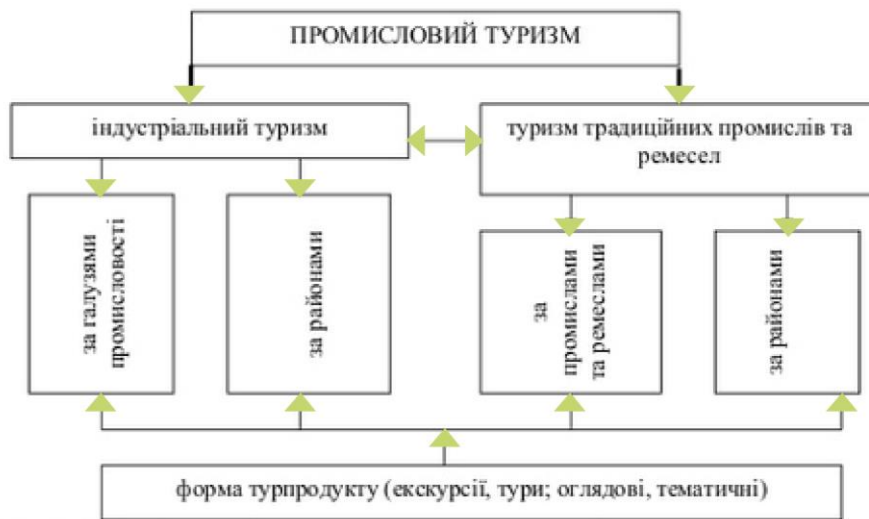 ПРОМИСЛОВИЙ ТУРИЗМ
індустріальний туризм
туризм традиційних промислів та
ремесел
за галузями
промисловості
за районами
за
промислами
та ремеслами
за районами
форма турпродукту (екскурсії, тури; оглядові, тематичні)